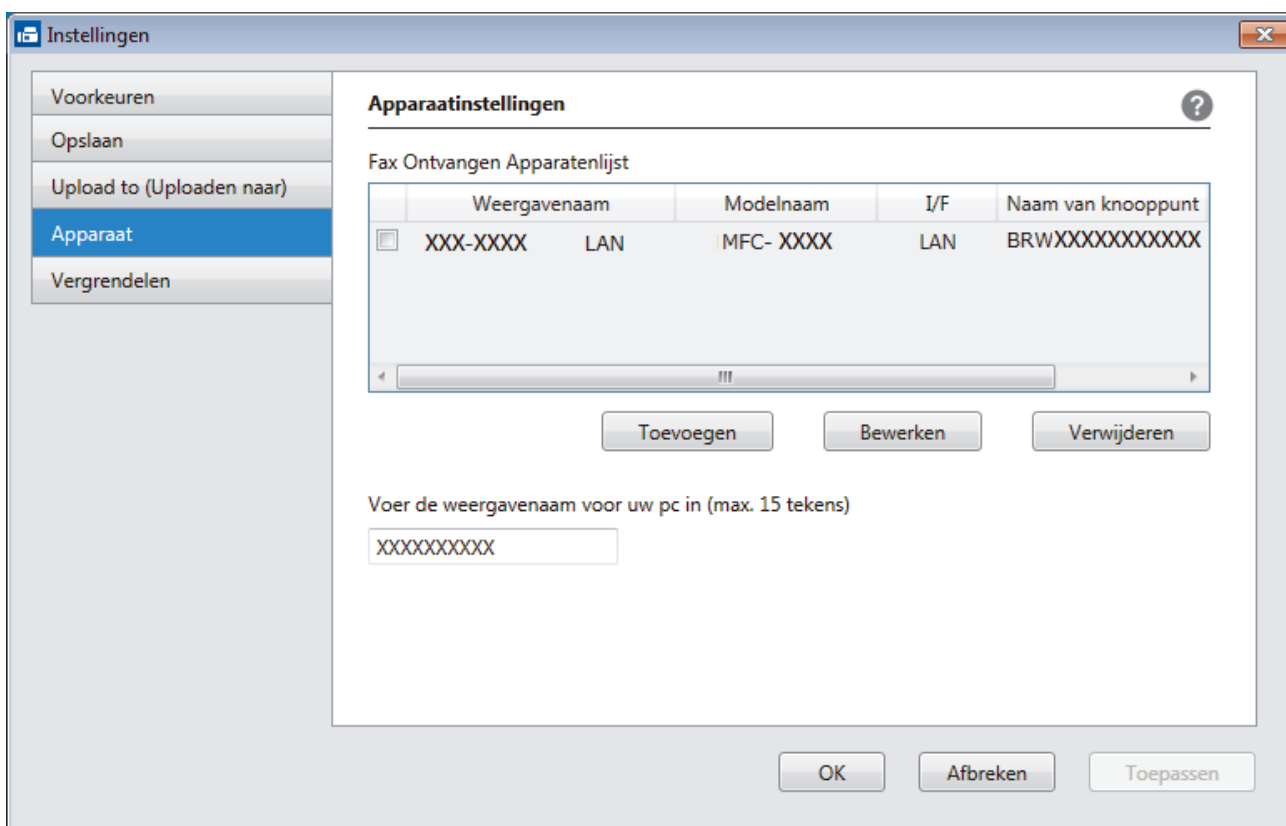 Instellingen
Voorkeuren
Opslaan
Upload to (Uploaden naar)
Apparaat
Vergrendelen
Apparaatinstellingen
?
Fax Ontvangen Apparatenlijst
Weergavenaam Modelnaam I/F Naam van knooppunt
XXX-XXXX LAN MFC- XXXX LAN BRWXXXXXXXXXXX
Toevoegen Bewerken Verwijderen
Voer de weergavenaam voor uw pc in (max. 15 tekens)
XXXXXXXXXX
OK Afbreken Toepassen